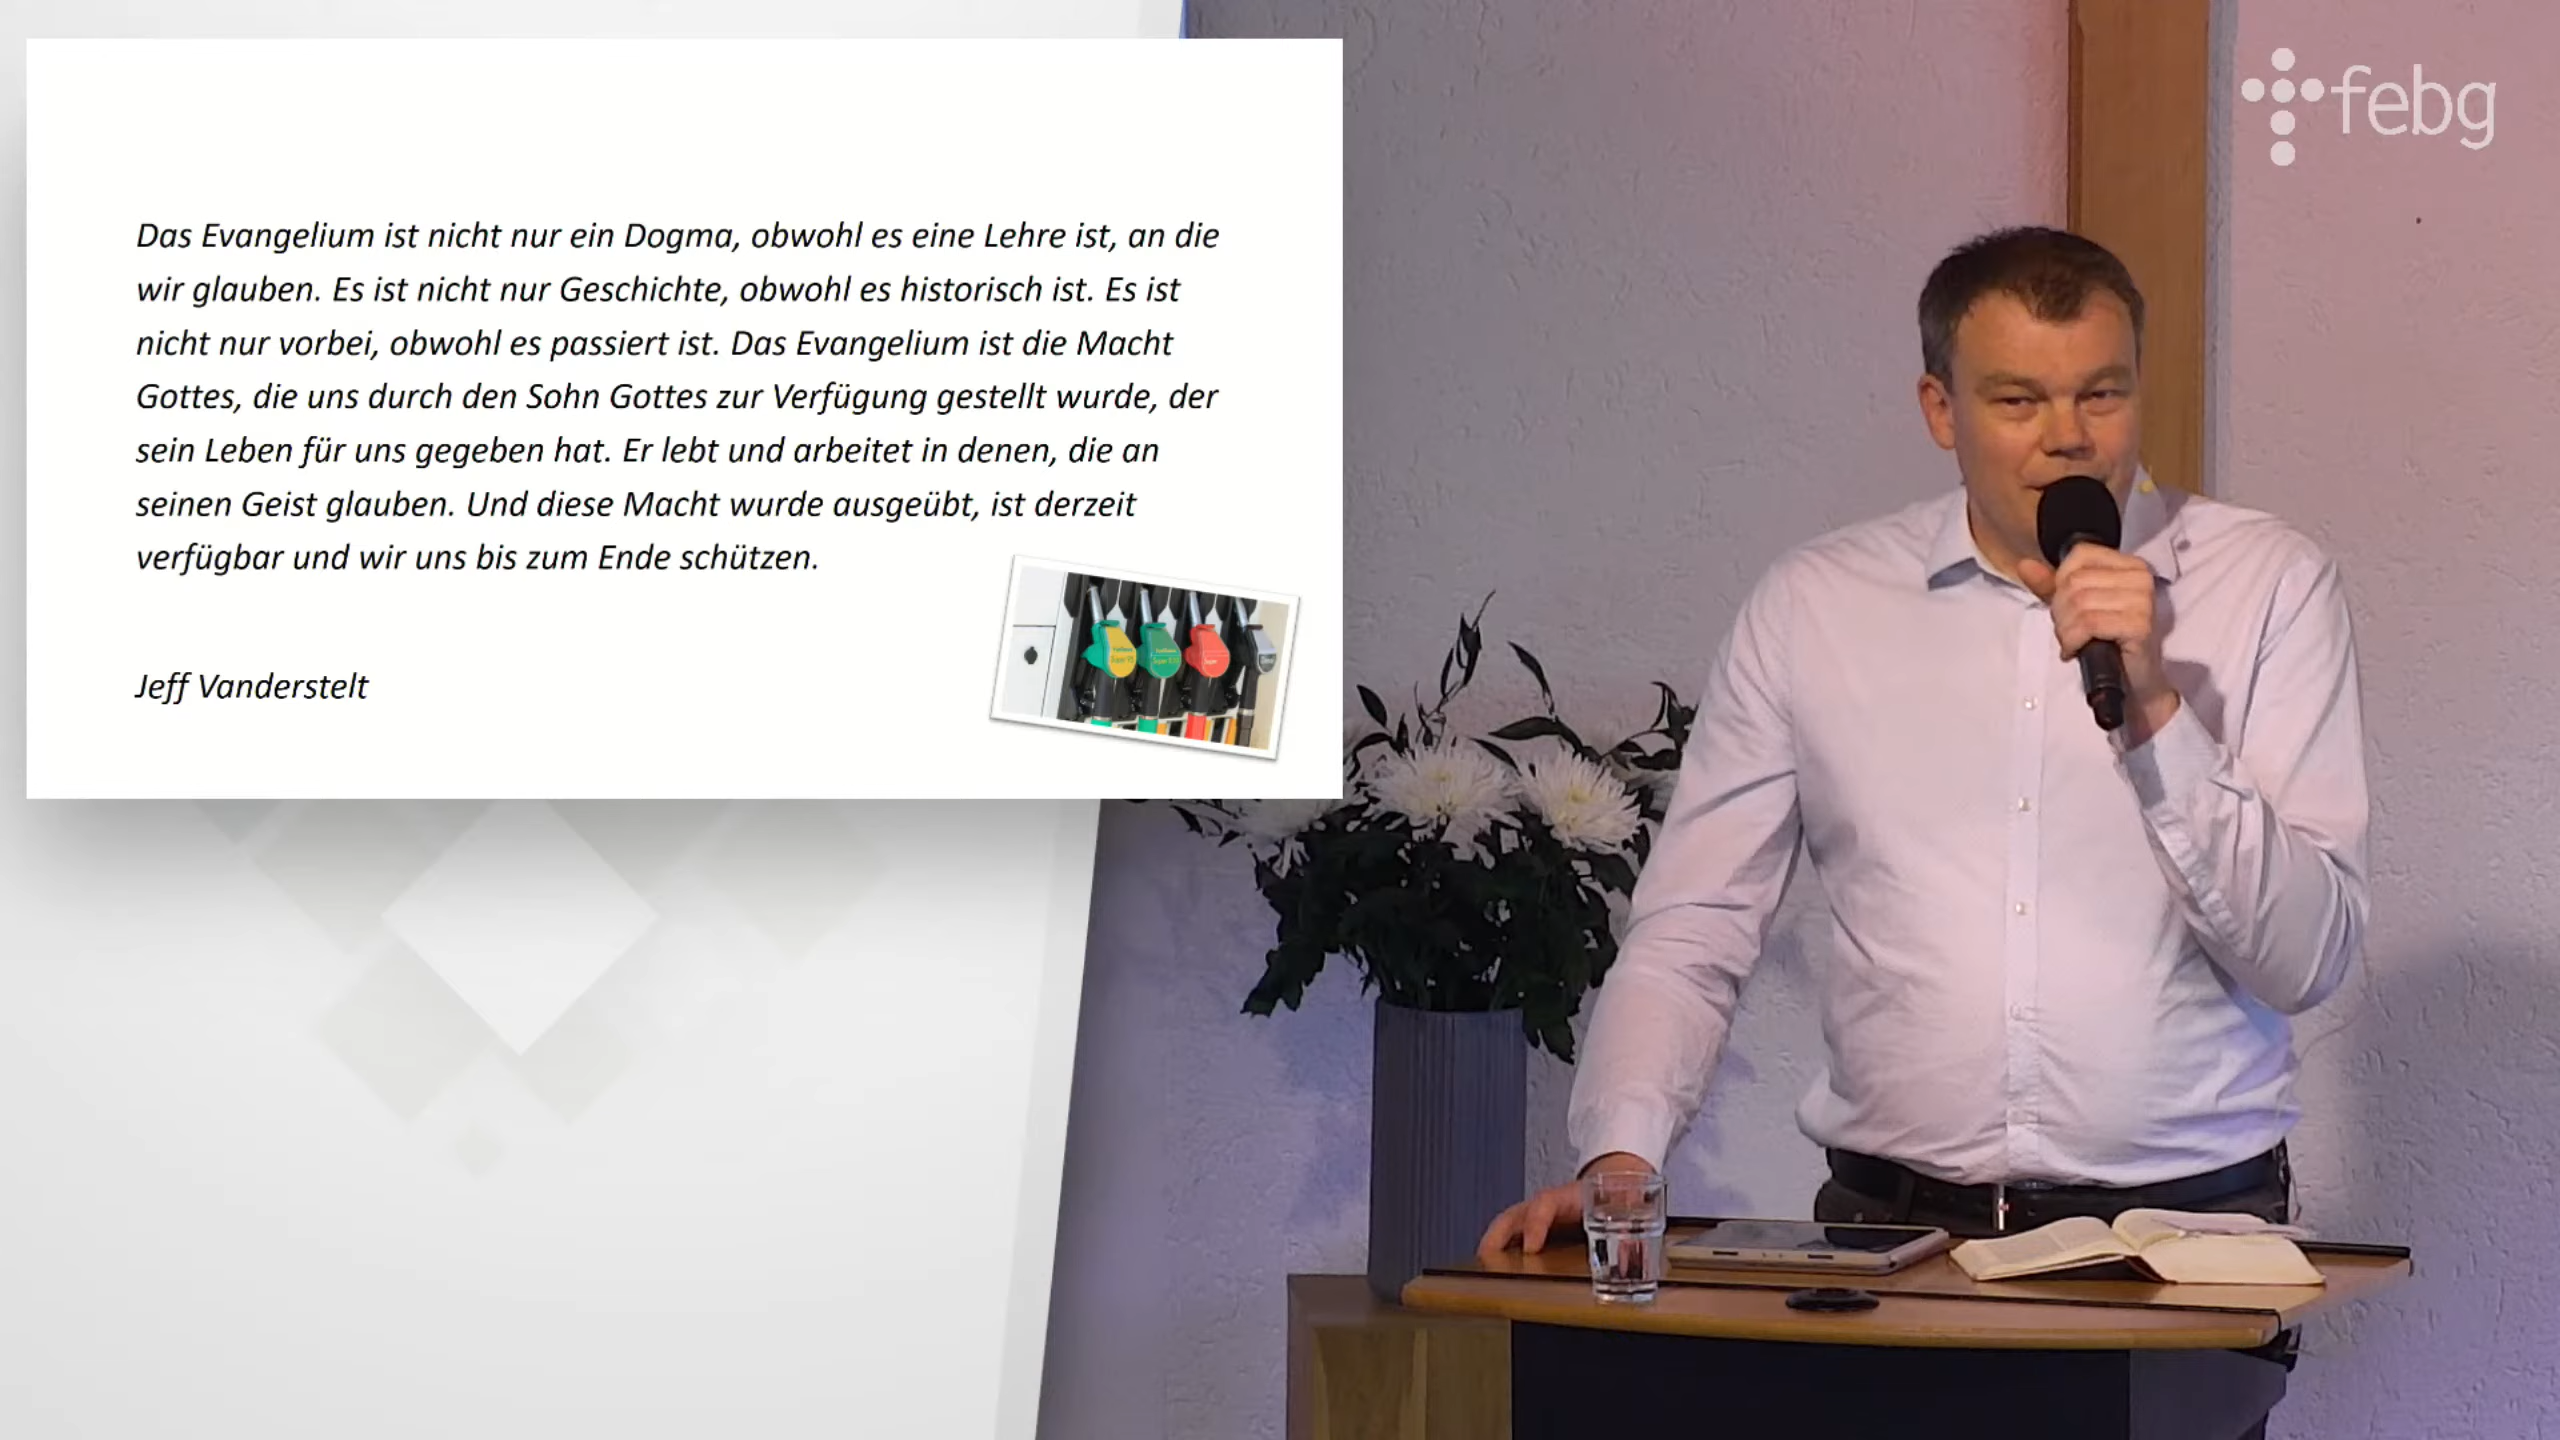 Das Evangelium ist nicht nur ein Dogma, obwohl es eine Lehre ist, an die
wir glauben. Es ist nicht nur Geschichte, obwohl es historisch ist. Es ist
nicht nur vorbei, obwohl es passiert ist. Das Evangelium ist die Macht
Gottes, die uns durch den Sohn Gottes zur Verfügung gestellt wurde, der
sein Leben für uns gegeben hat. Er lebt und arbeitet in denen, die an
seinen Geist glauben. Und diese Macht wurde ausgeübt, ist derzeit
verfügbar und wir uns bis zum Ende schützen.
Jeff Vanderstelt
febg